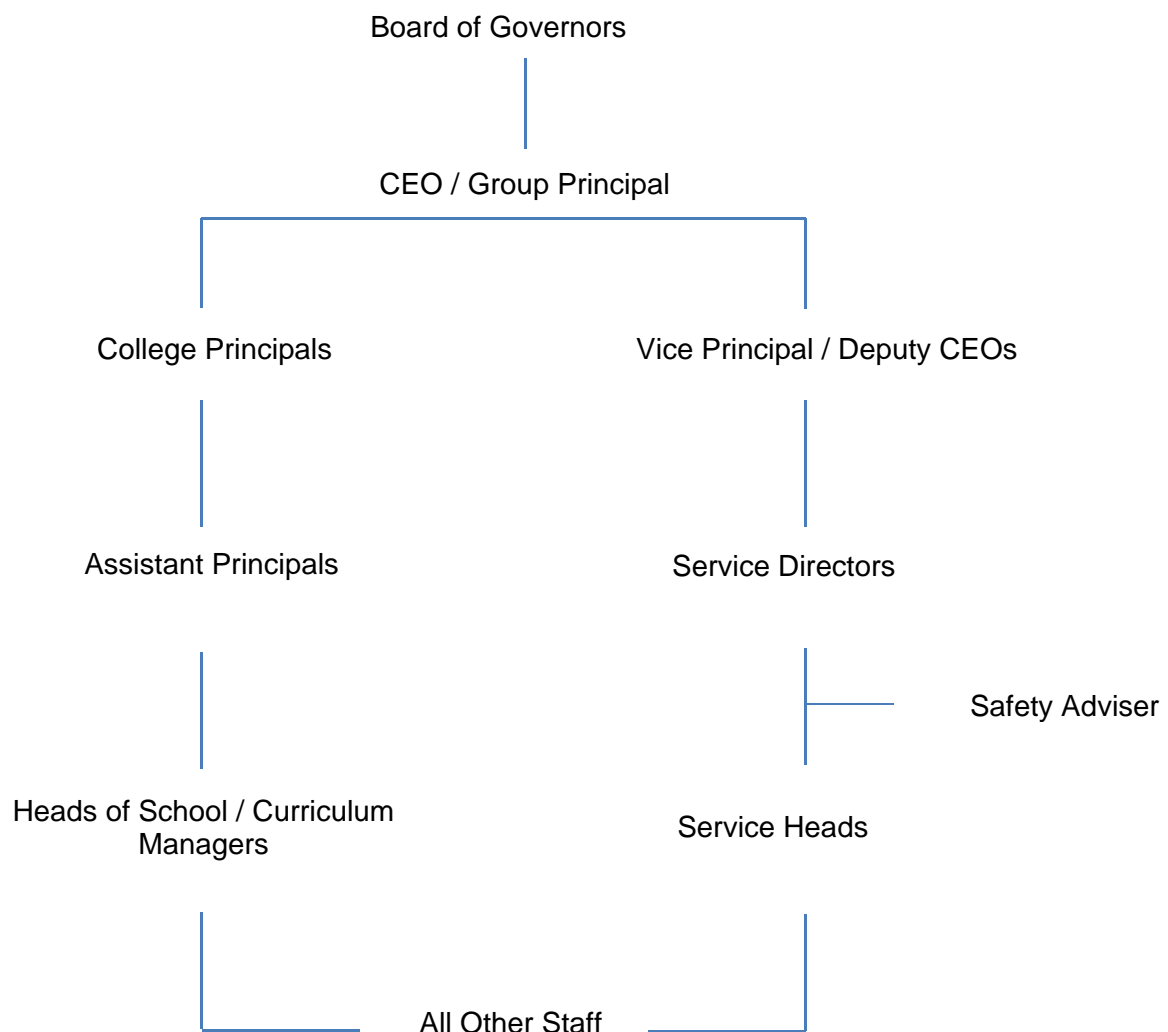 Board of Governors
CEO / Group Principal
College Principals
Vice Principal / Deputy CEOs
Assistant Principals
Service Directors
Safety Adviser
Heads of School / Curriculum
Managers
Service Heads
All Other Staff